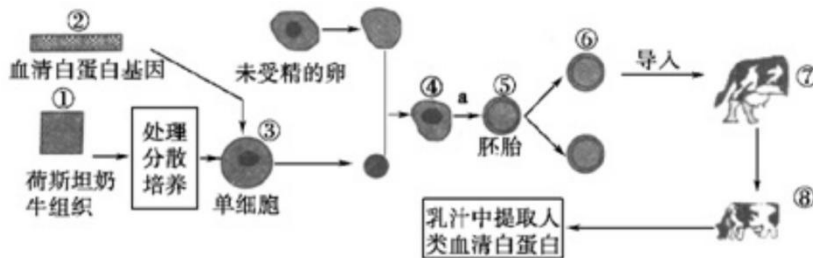 ②
血清白蛋白基因
①
荷斯坦奶
牛组织
处理
分散
培养
③
单细胞
未受精的卵
④
a
⑤
胚胎
⑥
导入
⑦
⑧
乳汁中提取人
类血清白蛋白